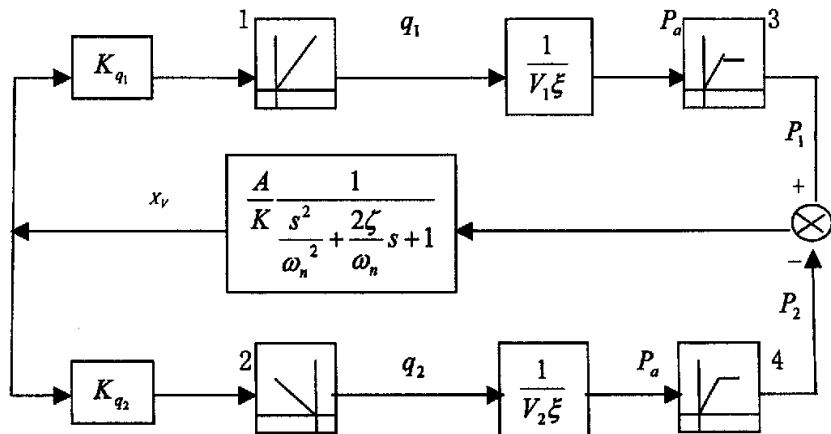 1
q₁
Pₐ
3
K_{q₁}
1/(V₁ξ)
P₁
+
x_v
A/K 1/(s²/ωₙ² + 2ζ/ωₙ s + 1)
−
P₂
2
q₂
Pₐ
4
K_{q₂}
1/(V₂ξ)